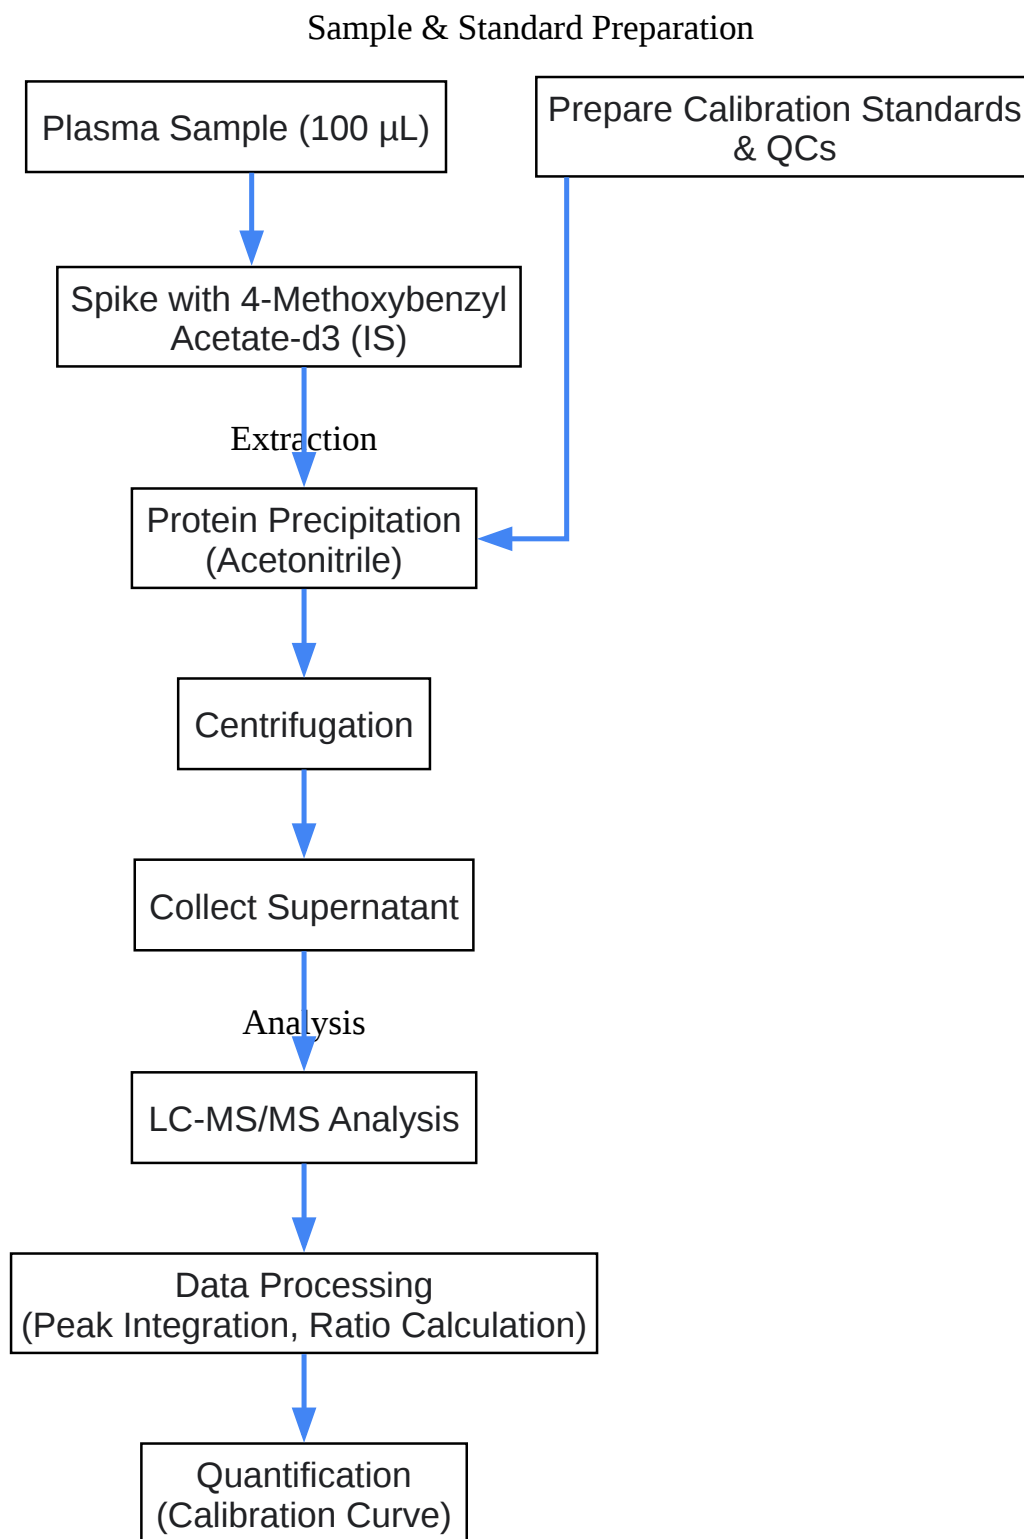 Sample & Standard Preparation
Plasma Sample (100 µL)
Prepare Calibration Standards
& QCs
Spike with 4-Methoxybenzyl
Acetate-d3 (IS)
Extraction
Protein Precipitation
(Acetonitrile)
Centrifugation
Collect Supernatant
Analysis
LC-MS/MS Analysis
Data Processing
(Peak Integration, Ratio Calculation)
Quantification
(Calibration Curve)